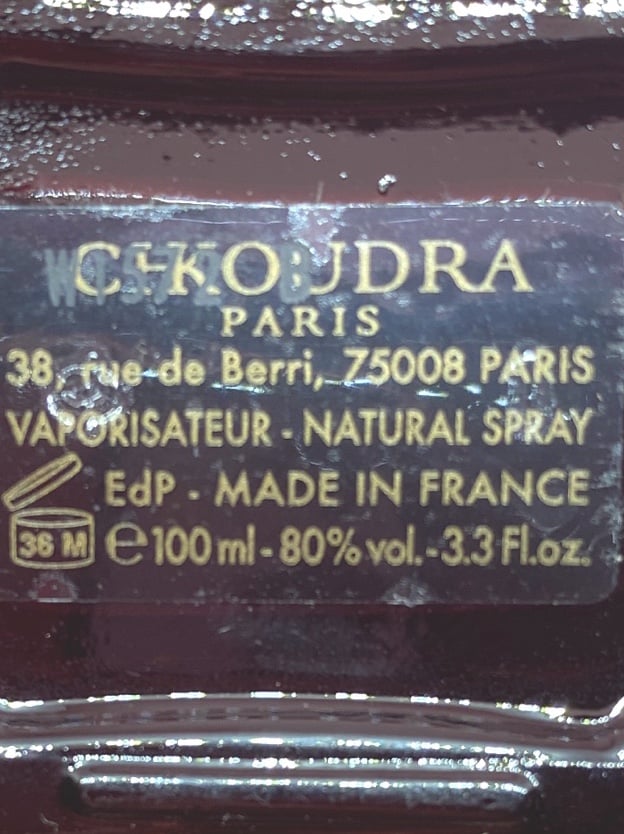 CHKOUDRA
PARIS
38, rue de Berri, 75008 PARIS
VAPORISATEUR - NATURAL SPRAY
EdP - MADE IN FRANCE
36 M e 100 ml - 80% vol. - 3.3 Fl.oz.